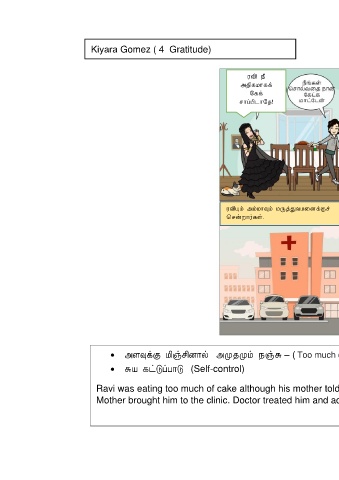 Kiyara Gomez ( 4 Gratitude)
ரவி நீ
அதிகமாகக்
கேக்
சாப்பிடாதே!
நீங்கள்
சொல்வதை நான்
கேட்க
மாட்டேன்
ரவியும் அம்மாவும் மருத்துவமனைக்குச்
சென்றார்கள்.
• அளவுக்கு மிஞ்சினால் அமுதமும் நஞ்சு – ( Too much
• சுய கட்டுப்பாடு (Self-control)
Ravi was eating too much of cake although his mother told
Mother brought him to the clinic. Doctor treated him and